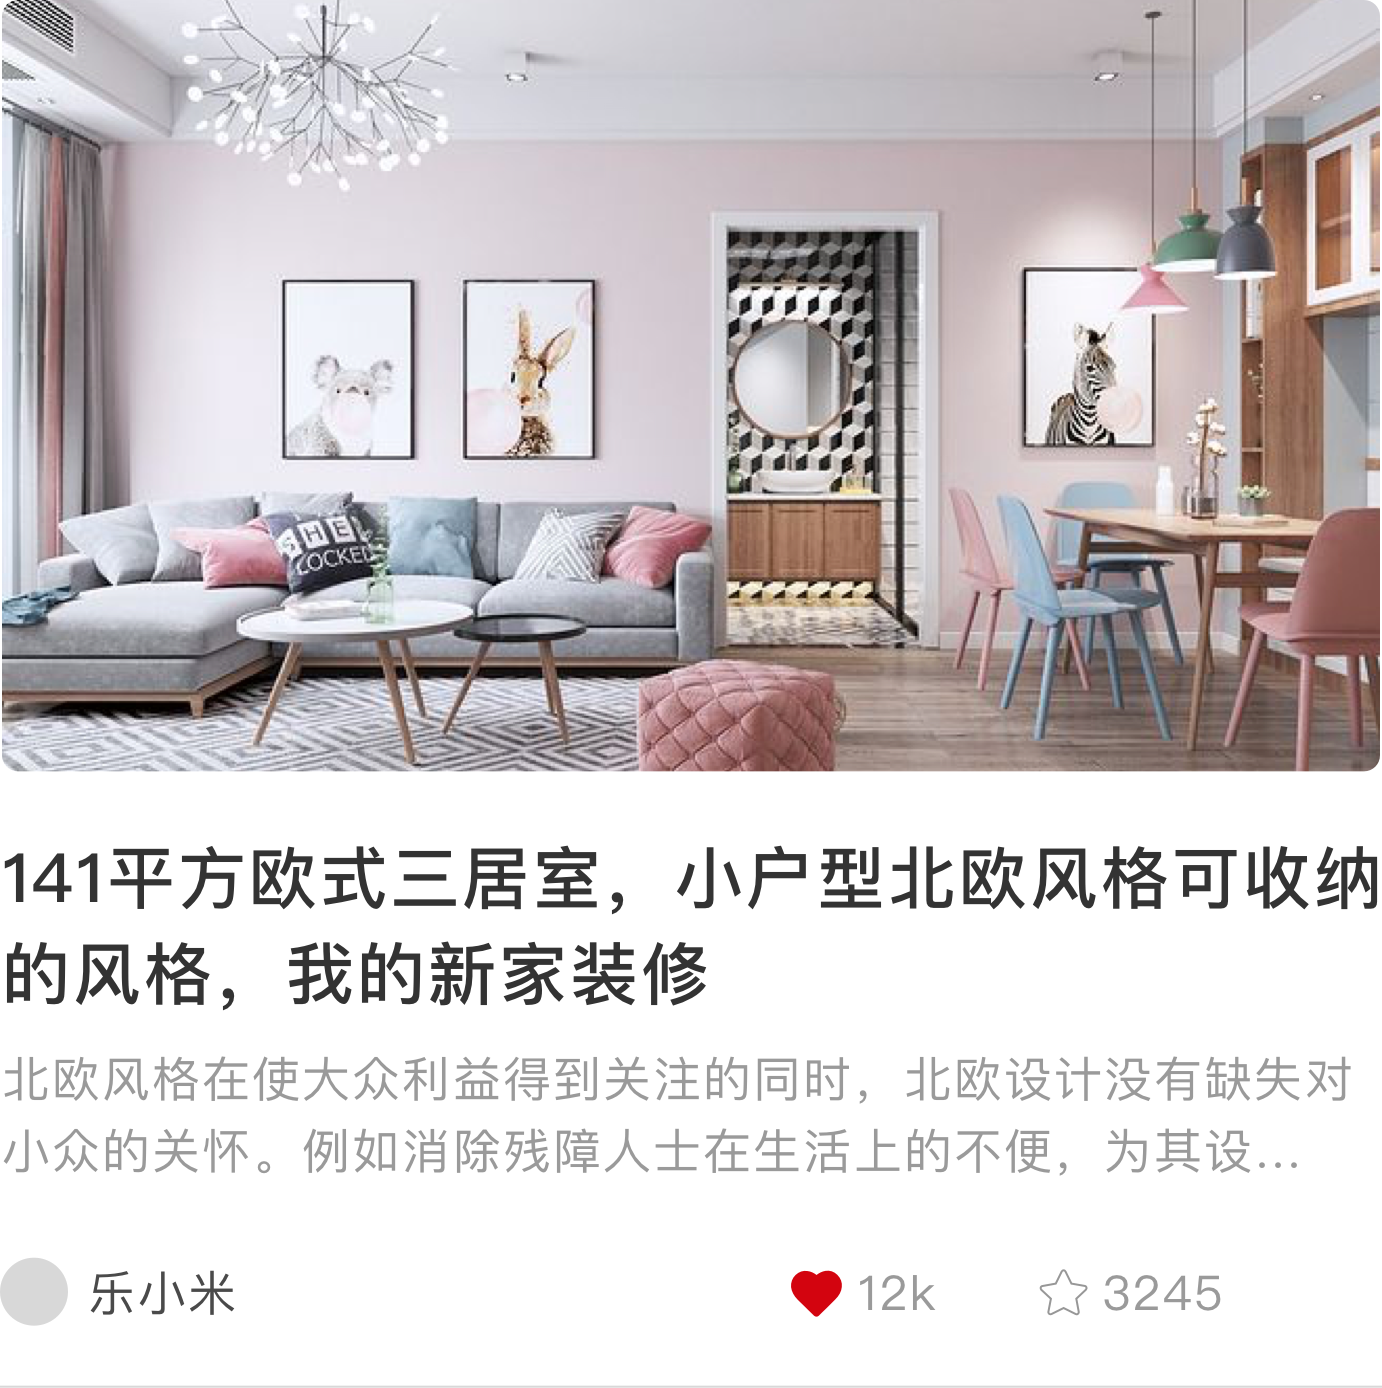 SHE
LOCKED
141平方欧式三居室，小户型北欧风格可收纳
的风格，我的新家装修
北欧风格在使大众利益得到关注的同时，北欧设计没有缺失对
小众的关怀。例如消除残障人士在生活上的不便，为其设...
乐小米
12k
3245